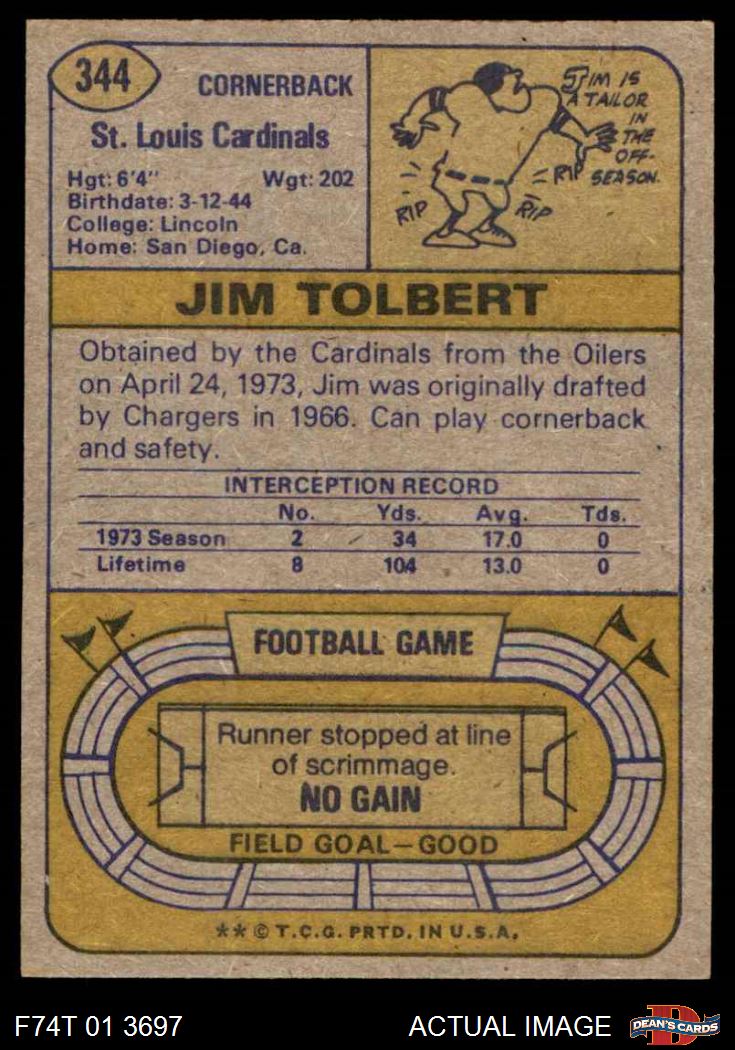 344
CORNERBACK
St. Louis Cardinals
Hgt: 6'4" Wgt: 202
Birthdate: 3-12-44
College: Lincoln
Home: San Diego, Ca.
JIM IS
A TAILOR
IN
THE
OFF-
SEASON.
RIP
RIP
RIP
JIM TOLBERT
Obtained by the Cardinals from the Oilers
on April 24, 1973, Jim was originally drafted
by Chargers in 1966. Can play cornerback
and safety.
INTERCEPTION RECORD
No. Yds. Avg. Tds.
1973 Season 2 34 17.0 0
Lifetime 8 104 13.0 0
FOOTBALL GAME
Runner stopped at line
of scrimmage.
NO GAIN
FIELD GOAL—GOOD
** © T.C.G. PRTD. IN U.S.A.
F74T 01 3697
ACTUAL IMAGE
D
DEAN'S CARDS